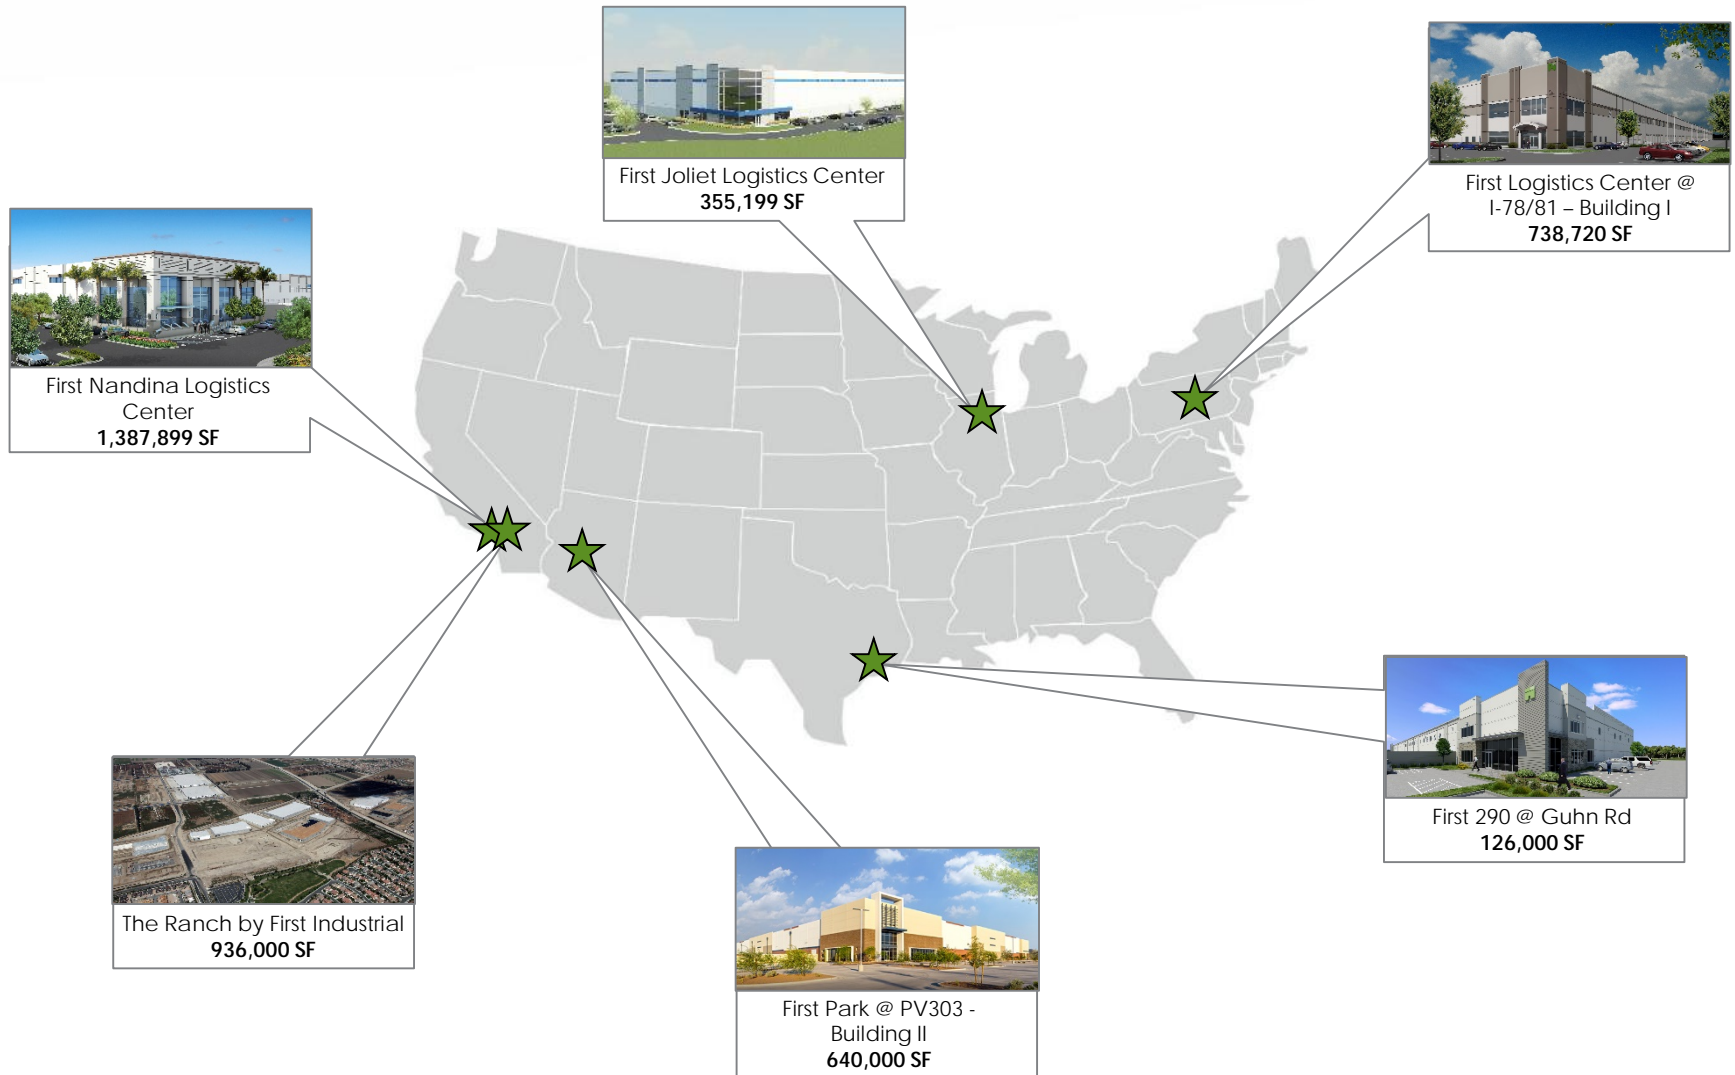 First Joliet Logistics Center
355,199 SF
First Logistics Center @
I-78/81 – Building I
738,720 SF
First Nandina Logistics
Center
1,387,899 SF
First 290 @ Guhn Rd
126,000 SF
The Ranch by First Industrial
936,000 SF
First Park @ PV303 -
Building II
640,000 SF